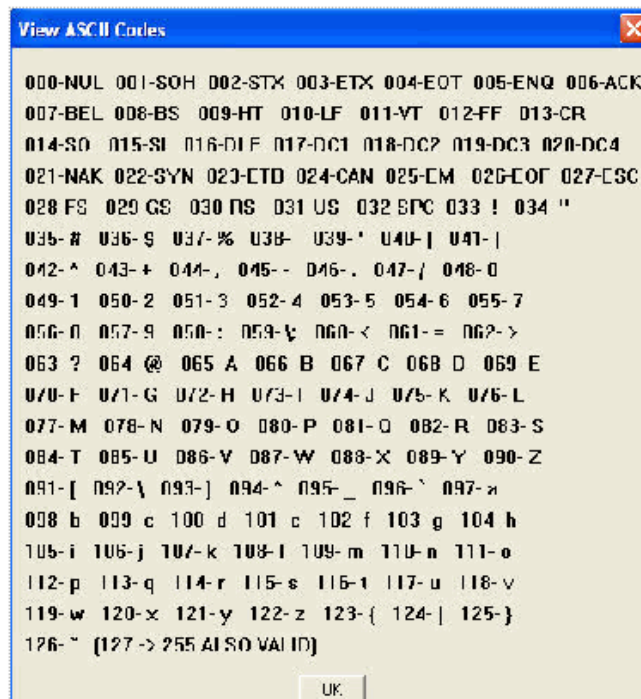 View ASCII Codes
000-NUL 001-SOH 002-STX 003-ETX 004-EOT 005-ENQ 006-ACK
007-BEL 008-BS 009-HT 010-LF 011-VT 012-FF 013-CR
014-SO 015-SI 016-DLE 017-DC1 018-DC2 019-DC3 020-DC4
021-NAK 022-SYN 023-ETB 024-CAN 025-EM 026-EOF 027-ESC
028-FS 029-GS 030-RS 031-US 032-SPC 033-! 034-"
035-# 036-$ 037-% 038- 039-' 040-( 041-)
042-* 043-+ 044-, 045-- 046-. 047-/ 048-0
049-1 050-2 051-3 052-4 053-5 054-6 055-7
056-8 057-9 058-: 059-\; 060-< 061-= 062->
063-? 064-@ 065-A 066-B 067-C 068-D 069-E
070-F 071-G 072-H 073-I 074-J 075-K 076-L
077-M 078-N 079-O 080-P 081-Q 082-R 083-S
084-T 085-U 086-V 087-W 088-X 089-Y 090-Z
091-[ 092-\ 093-] 094-^ 095-_ 096-` 097-a
098-b 099-c 100-d 101-e 102-f 103-g 104-h
105-i 106-j 107-k 108-l 109-m 110-n 111-o
112-p 113-q 114-r 115-s 116-t 117-u 118-v
119-w 120-x 121-y 122-z 123-{ 124-| 125-}
126-~ (127 -> 255 ALSO VALID)
OK